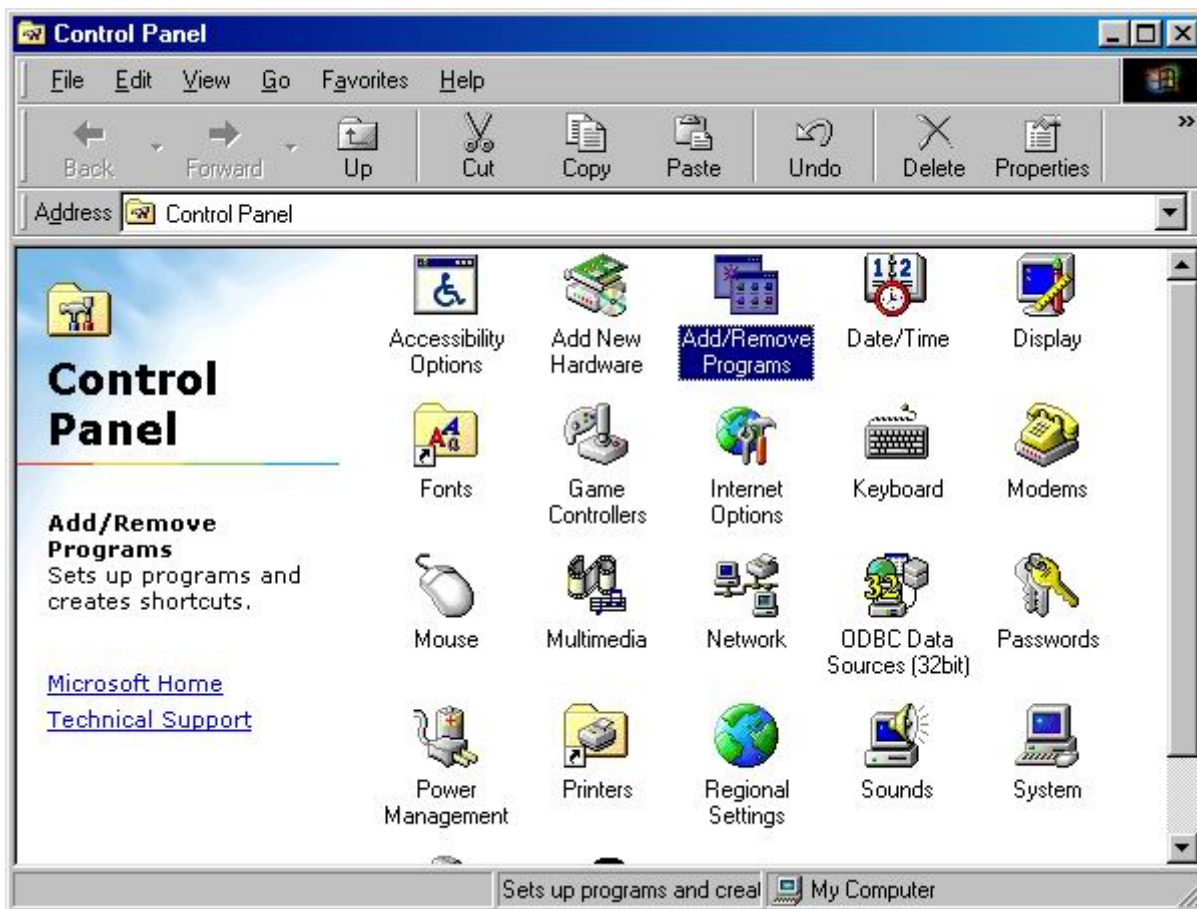 Control Panel
File Edit View Go Favorites Help
Back Forward Up Cut Copy Paste Undo Delete Properties »
Address Control Panel
Control
Panel
Add/Remove
Programs
Sets up programs and
creates shortcuts.
Microsoft Home
Technical Support
Accessibility
Options
Add New
Hardware
Add/Remove
Programs
Date/Time
Display
Fonts
Game
Controllers
Internet
Options
Keyboard
Modems
Mouse
Multimedia
Network
ODBC Data
Sources (32bit)
Passwords
Power
Management
Printers
Regional
Settings
Sounds
System
Sets up programs and creat My Computer